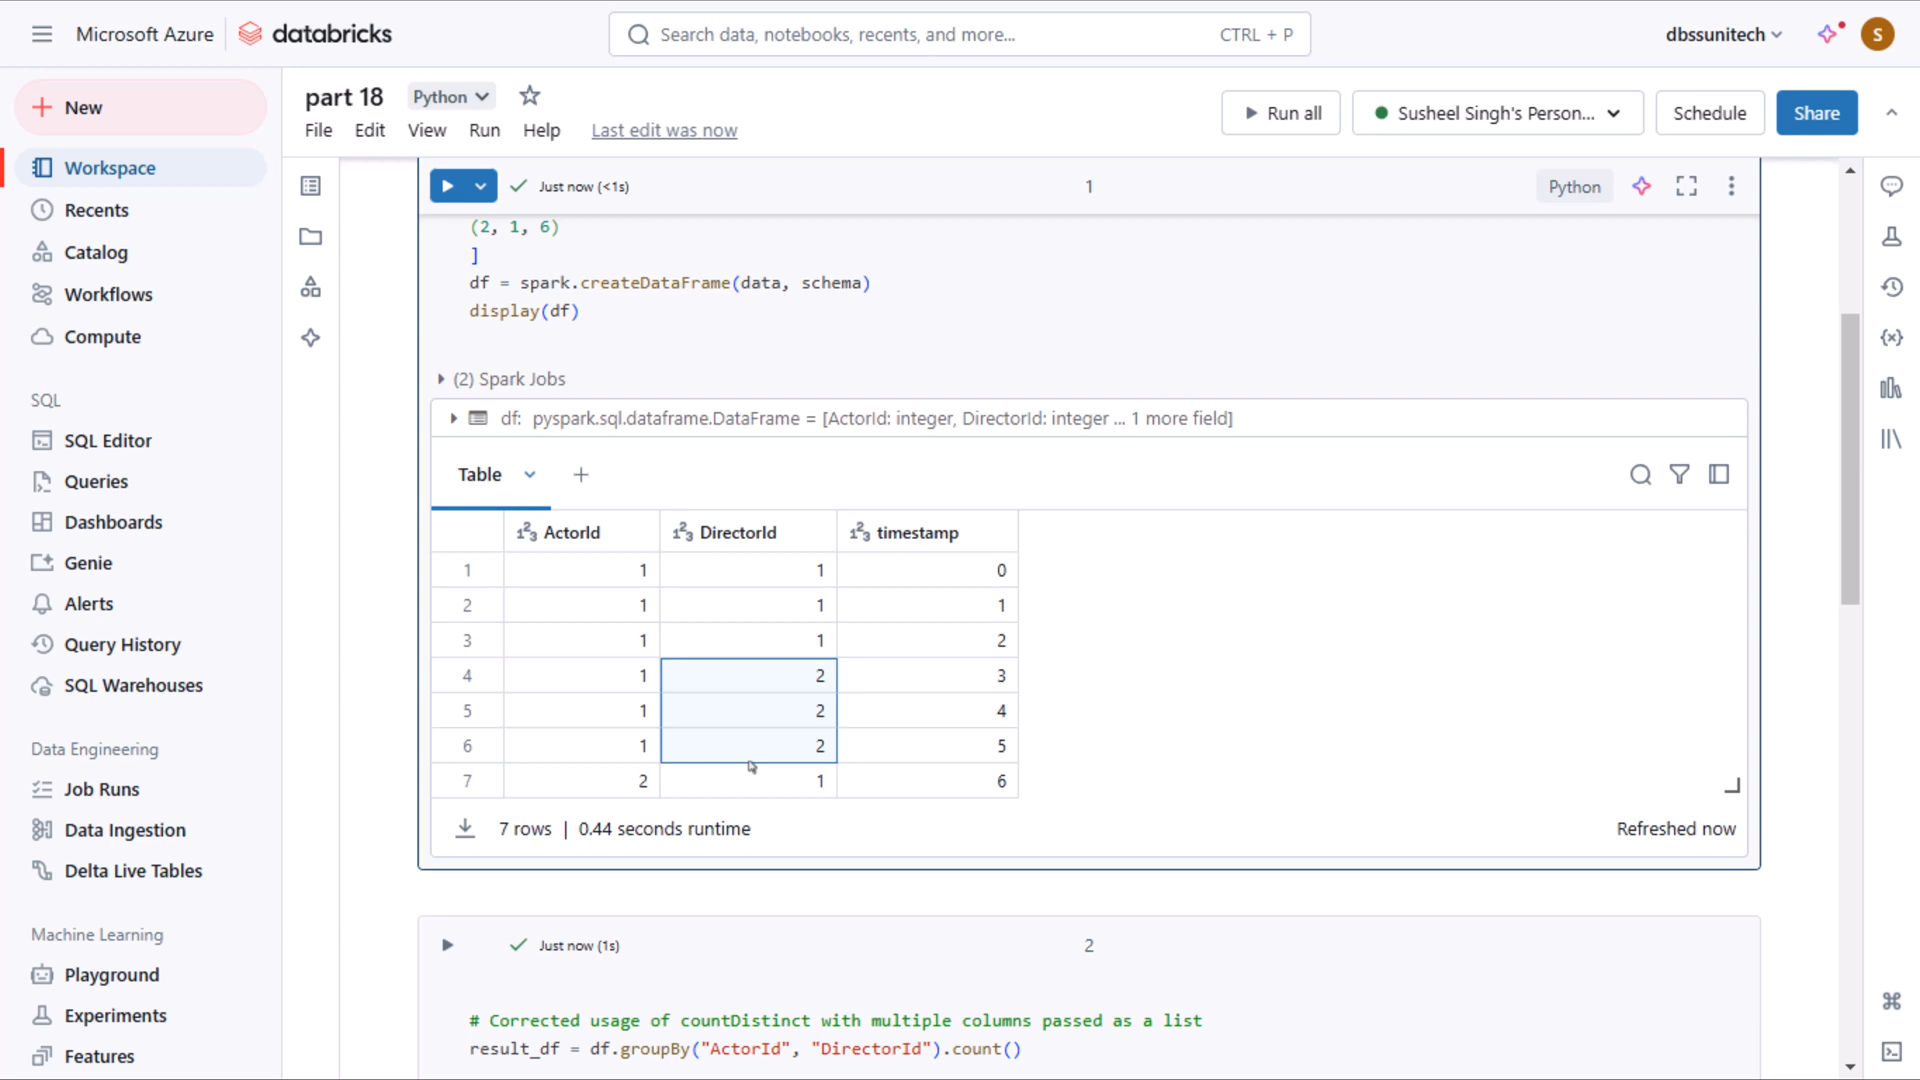 Microsoft Azure
databricks
Search data, notebooks, recents, and more...
CTRL + P
dbssunitech
S
New
Workspace
Recents
Catalog
Workflows
Compute
SQL
SQL Editor
Queries
Dashboards
Genie
Alerts
Query History
SQL Warehouses
Data Engineering
Job Runs
Data Ingestion
Delta Live Tables
Machine Learning
Playground
Experiments
Features
part 18
Python
File Edit View Run Help Last edit was now
Run all
Susheel Singh's Person...
Schedule
Share
Just now (<1s)
1
Python
(2, 1, 6)
]
df = spark.createDataFrame(data, schema)
display(df)
(2) Spark Jobs
df: pyspark.sql.dataframe.DataFrame = [ActorId: integer, DirectorId: integer ... 1 more field]
Table
ActorId DirectorId timestamp
1 1 1 0
2 1 1 1
3 1 1 2
4 1 2 3
5 1 2 4
6 1 2 5
7 2 1 6
7 rows | 0.44 seconds runtime
Refreshed now
Just now (1s)
2
# Corrected usage of countDistinct with multiple columns passed as a list
result_df = df.groupBy("ActorId", "DirectorId").count()